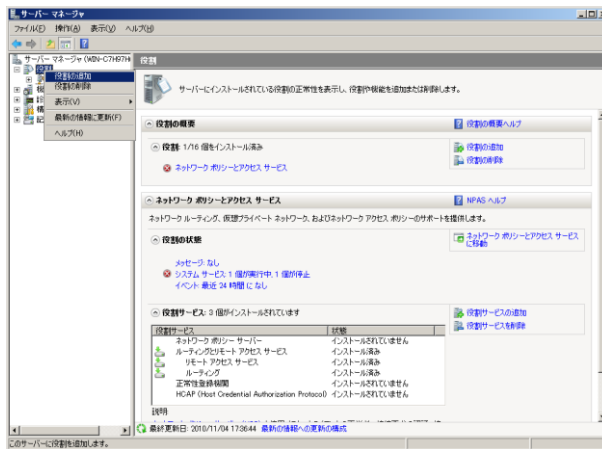 サーバー マネージャ
ファイル(F) 操作(A) 表示(V) ヘルプ(H)
サーバー マネージャ (WIN-C7H97H
役割
役割の追加
役割の削除
表示(V)
最新の情報に更新(F)
ヘルプ(H)
役割
サーバーにインストールされている役割の正常性を表示し、役割や機能を追加または削除します。
役割の概要
役割の概要ヘルプ
役割: 1/16 個をインストール済み
役割の追加
役割の削除
ネットワーク ポリシーとアクセス サービス
ネットワーク ポリシーとアクセス サービス
NPAS ヘルプ
ネットワーク ルーティング、仮想プライベート ネットワーク、およびネットワーク アクセス ポリシーのサポートを提供します。
役割の状態
ネットワーク ポリシーとアクセス サービス
に移動
メッセージ: なし
システム サービス: 1 個が実行中, 1 個が停止
イベント: 最近 24 時間 に なし
役割サービス: 3 個がインストールされています
役割サービスの追加
役割サービスを削除
役割サービス 状態
ネットワーク ポリシー サーバー インストールされていません
ルーティングとリモート アクセス サービス インストール済み
リモート アクセス サービス インストール済み
ルーティング インストール済み
正常性登録機関 インストールされていません
HCAP (Host Credential Authorization Protocol) インストールされていません
説明:
最終更新日: 2010/11/04 17:36:44 最新の情報への更新の構成
このサーバーに役割を追加します。